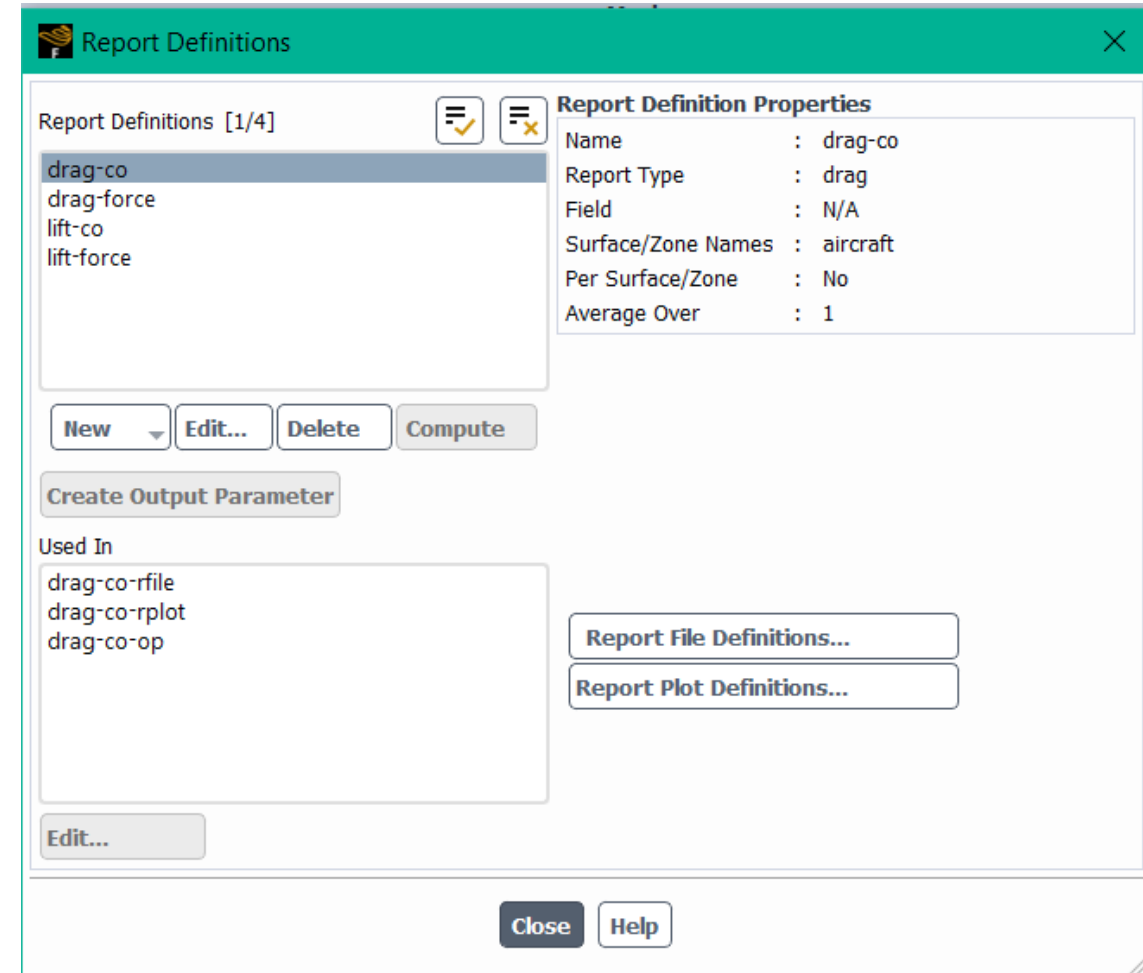 Report Definitions
Report Definitions [1/4]
drag-co
drag-force
lift-co
lift-force
New
Edit...
Delete
Compute
Create Output Parameter
Used In
drag-co-rfile
drag-co-rplot
drag-co-op
Edit...
Report Definition Properties
Name : drag-co
Report Type : drag
Field : N/A
Surface/Zone Names : aircraft
Per Surface/Zone : No
Average Over : 1
Report File Definitions...
Report Plot Definitions...
Close
Help